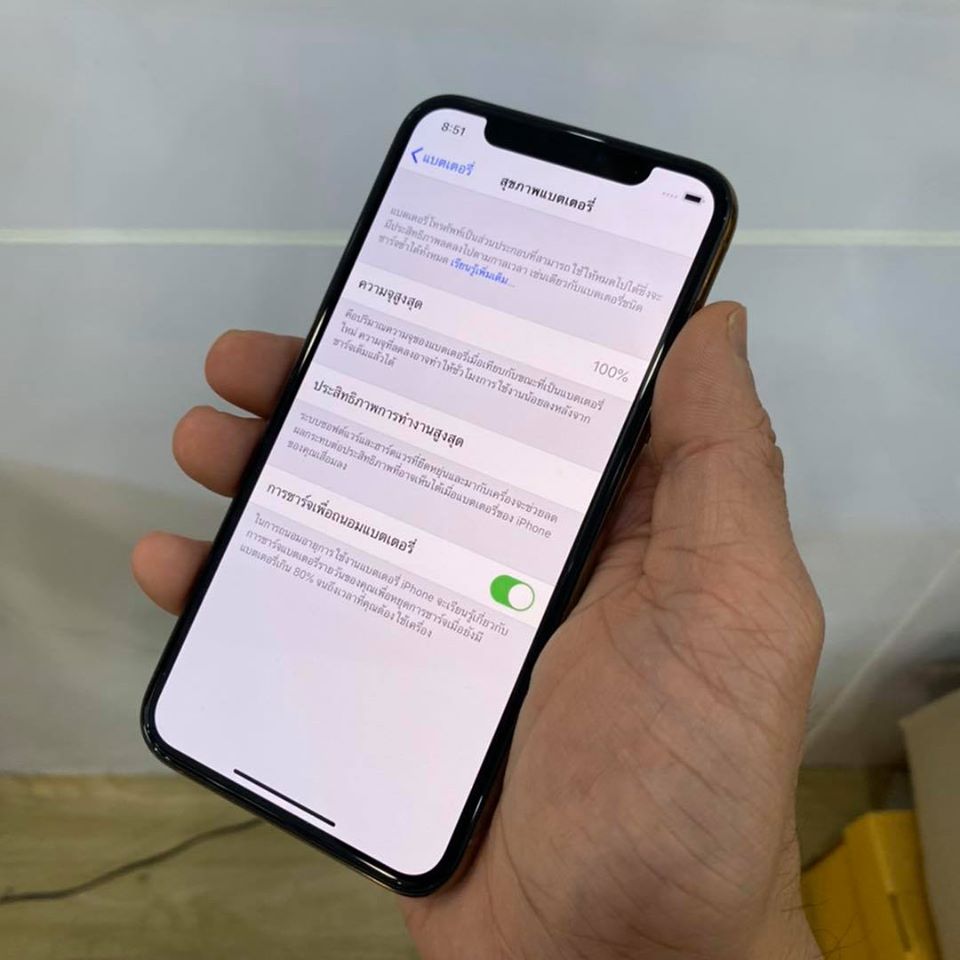 8:51
แบตเตอรี่
สุขภาพแบตเตอรี่
แบตเตอรี่โทรศัพท์เป็นส่วนประกอบที่สามารถใช้ให้หมดไปได้ซึ่งจะ
มีประสิทธิภาพลดลงไปตามกาลเวลา เช่นเดียวกับแบตเตอรี่ชนิด
ชาร์จซ้ำได้ทั้งหมด เรียนรู้เพิ่มเติม...
ความจุสูงสุด
100%
คือปริมาณความจุของแบตเตอรี่เมื่อเทียบกับขณะที่เป็นแบตเตอรี่
ใหม่ ความจุที่ลดลงอาจทำให้ชั่วโมงการใช้งานน้อยลงหลังจาก
ชาร์จเต็มแล้วได้
ประสิทธิภาพการทำงานสูงสุด
ระบบซอฟต์แวร์และฮาร์ดแวร์ที่ยืดหยุ่นและมากับเครื่องจะช่วยลด
ผลกระทบต่อประสิทธิภาพที่อาจเห็นได้เมื่อแบตเตอรี่ของ iPhone
ของคุณเสื่อมลง
การชาร์จเพื่อถนอมแบตเตอรี่
ในการถนอมอายุการใช้งานแบตเตอรี่ iPhone จะเรียนรู้เกี่ยวกับ
การชาร์จแบตเตอรี่รายวันของคุณเพื่อหยุดการชาร์จเมื่อยังมี
แบตเตอรี่เกิน 80% จนถึงเวลาที่คุณต้องใช้เครื่อง